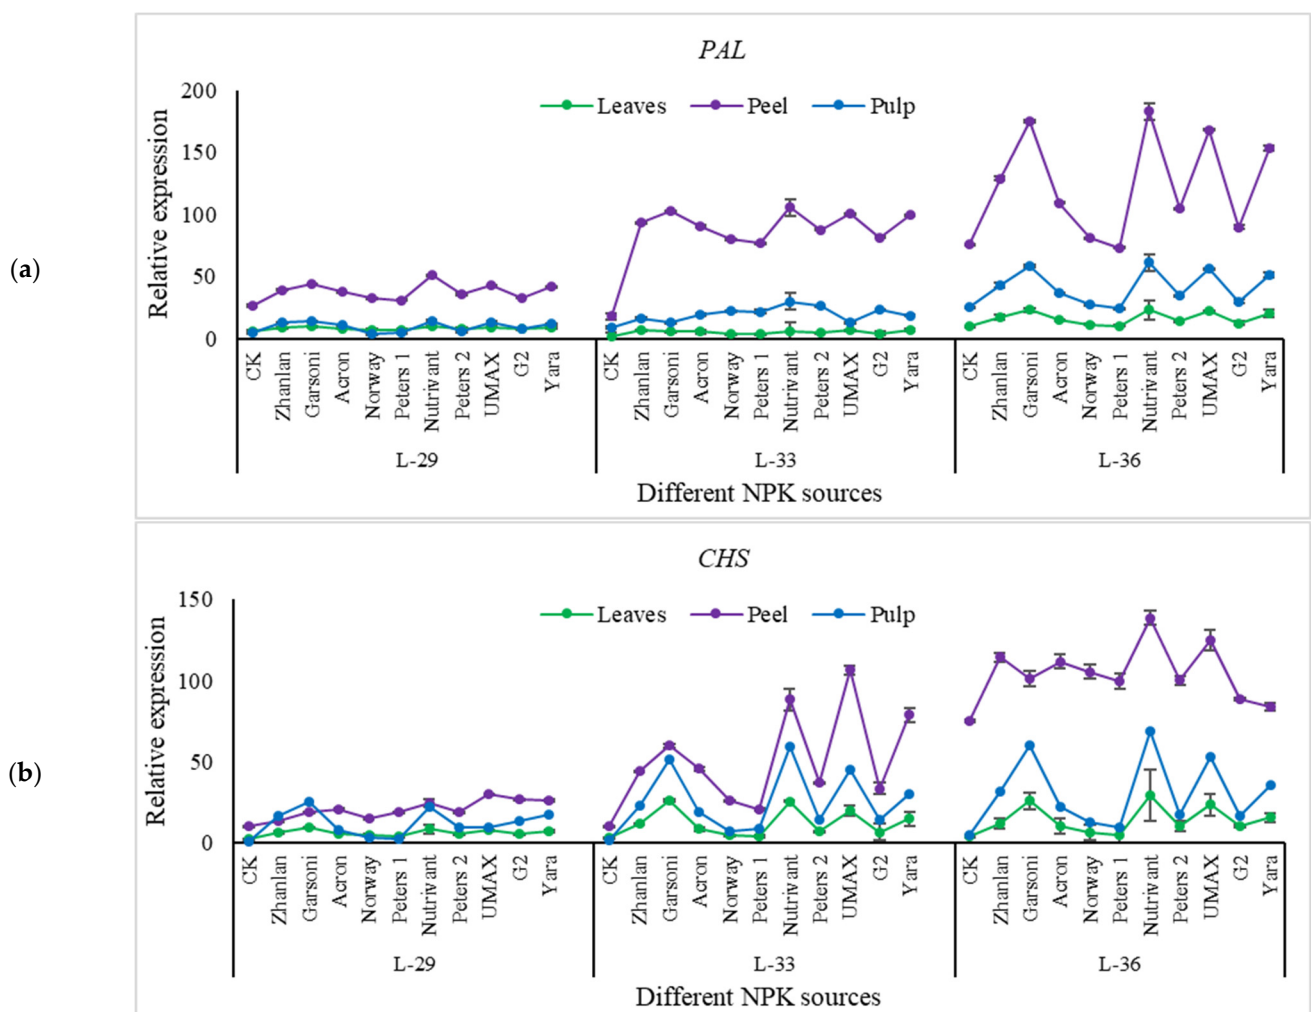 PAL
Leaves Peel Pulp
Relative expression
200
150
100
50
0
CK Zhanlan Garsoni Acron Norway Peters 1 Nutrivant Peters 2 UMAX G2 Yara CK Zhanlan Garsoni Acron Norway Peters 1 Nutrivant Peters 2 UMAX G2 Yara CK Zhanlan Garsoni Acron Norway Peters 1 Nutrivant Peters 2 UMAX G2 Yara
L-29 L-33 L-36
Different NPK sources
(a)
CHS
Leaves Peel Pulp
Relative expression
150
100
50
0
CK Zhanlan Garsoni Acron Norway Peters 1 Nutrivant Peters 2 UMAX G2 Yara CK Zhanlan Garsoni Acron Norway Peters 1 Nutrivant Peters 2 UMAX G2 Yara CK Zhanlan Garsoni Acron Norway Peters 1 Nutrivant Peters 2 UMAX G2 Yara
L-29 L-33 L-36
Different NPK sources
(b)